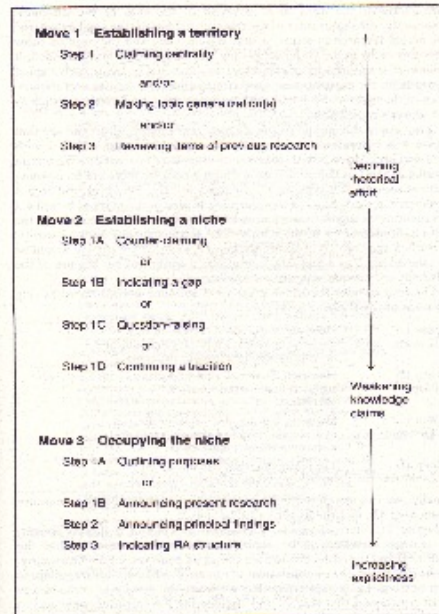 Move 1 Establishing a territory
Step 1 Claiming centrality
and/or
Step 2 Making topic generalization(s)
and/or
Step 3 Reviewing items of previous research
Declining
rhetorical
effort
Move 2 Establishing a niche
Step 1A Counter-claiming
or
Step 1B Indicating a gap
or
Step 1C Question-raising
or
Step 1D Continuing a tradition
Weakening
knowledge
claims
Move 3 Occupying the niche
Step 1A Outlining purposes
or
Step 1B Announcing present research
Step 2 Announcing principal findings
Step 3 Indicating RA structure
Increasing
explicitness